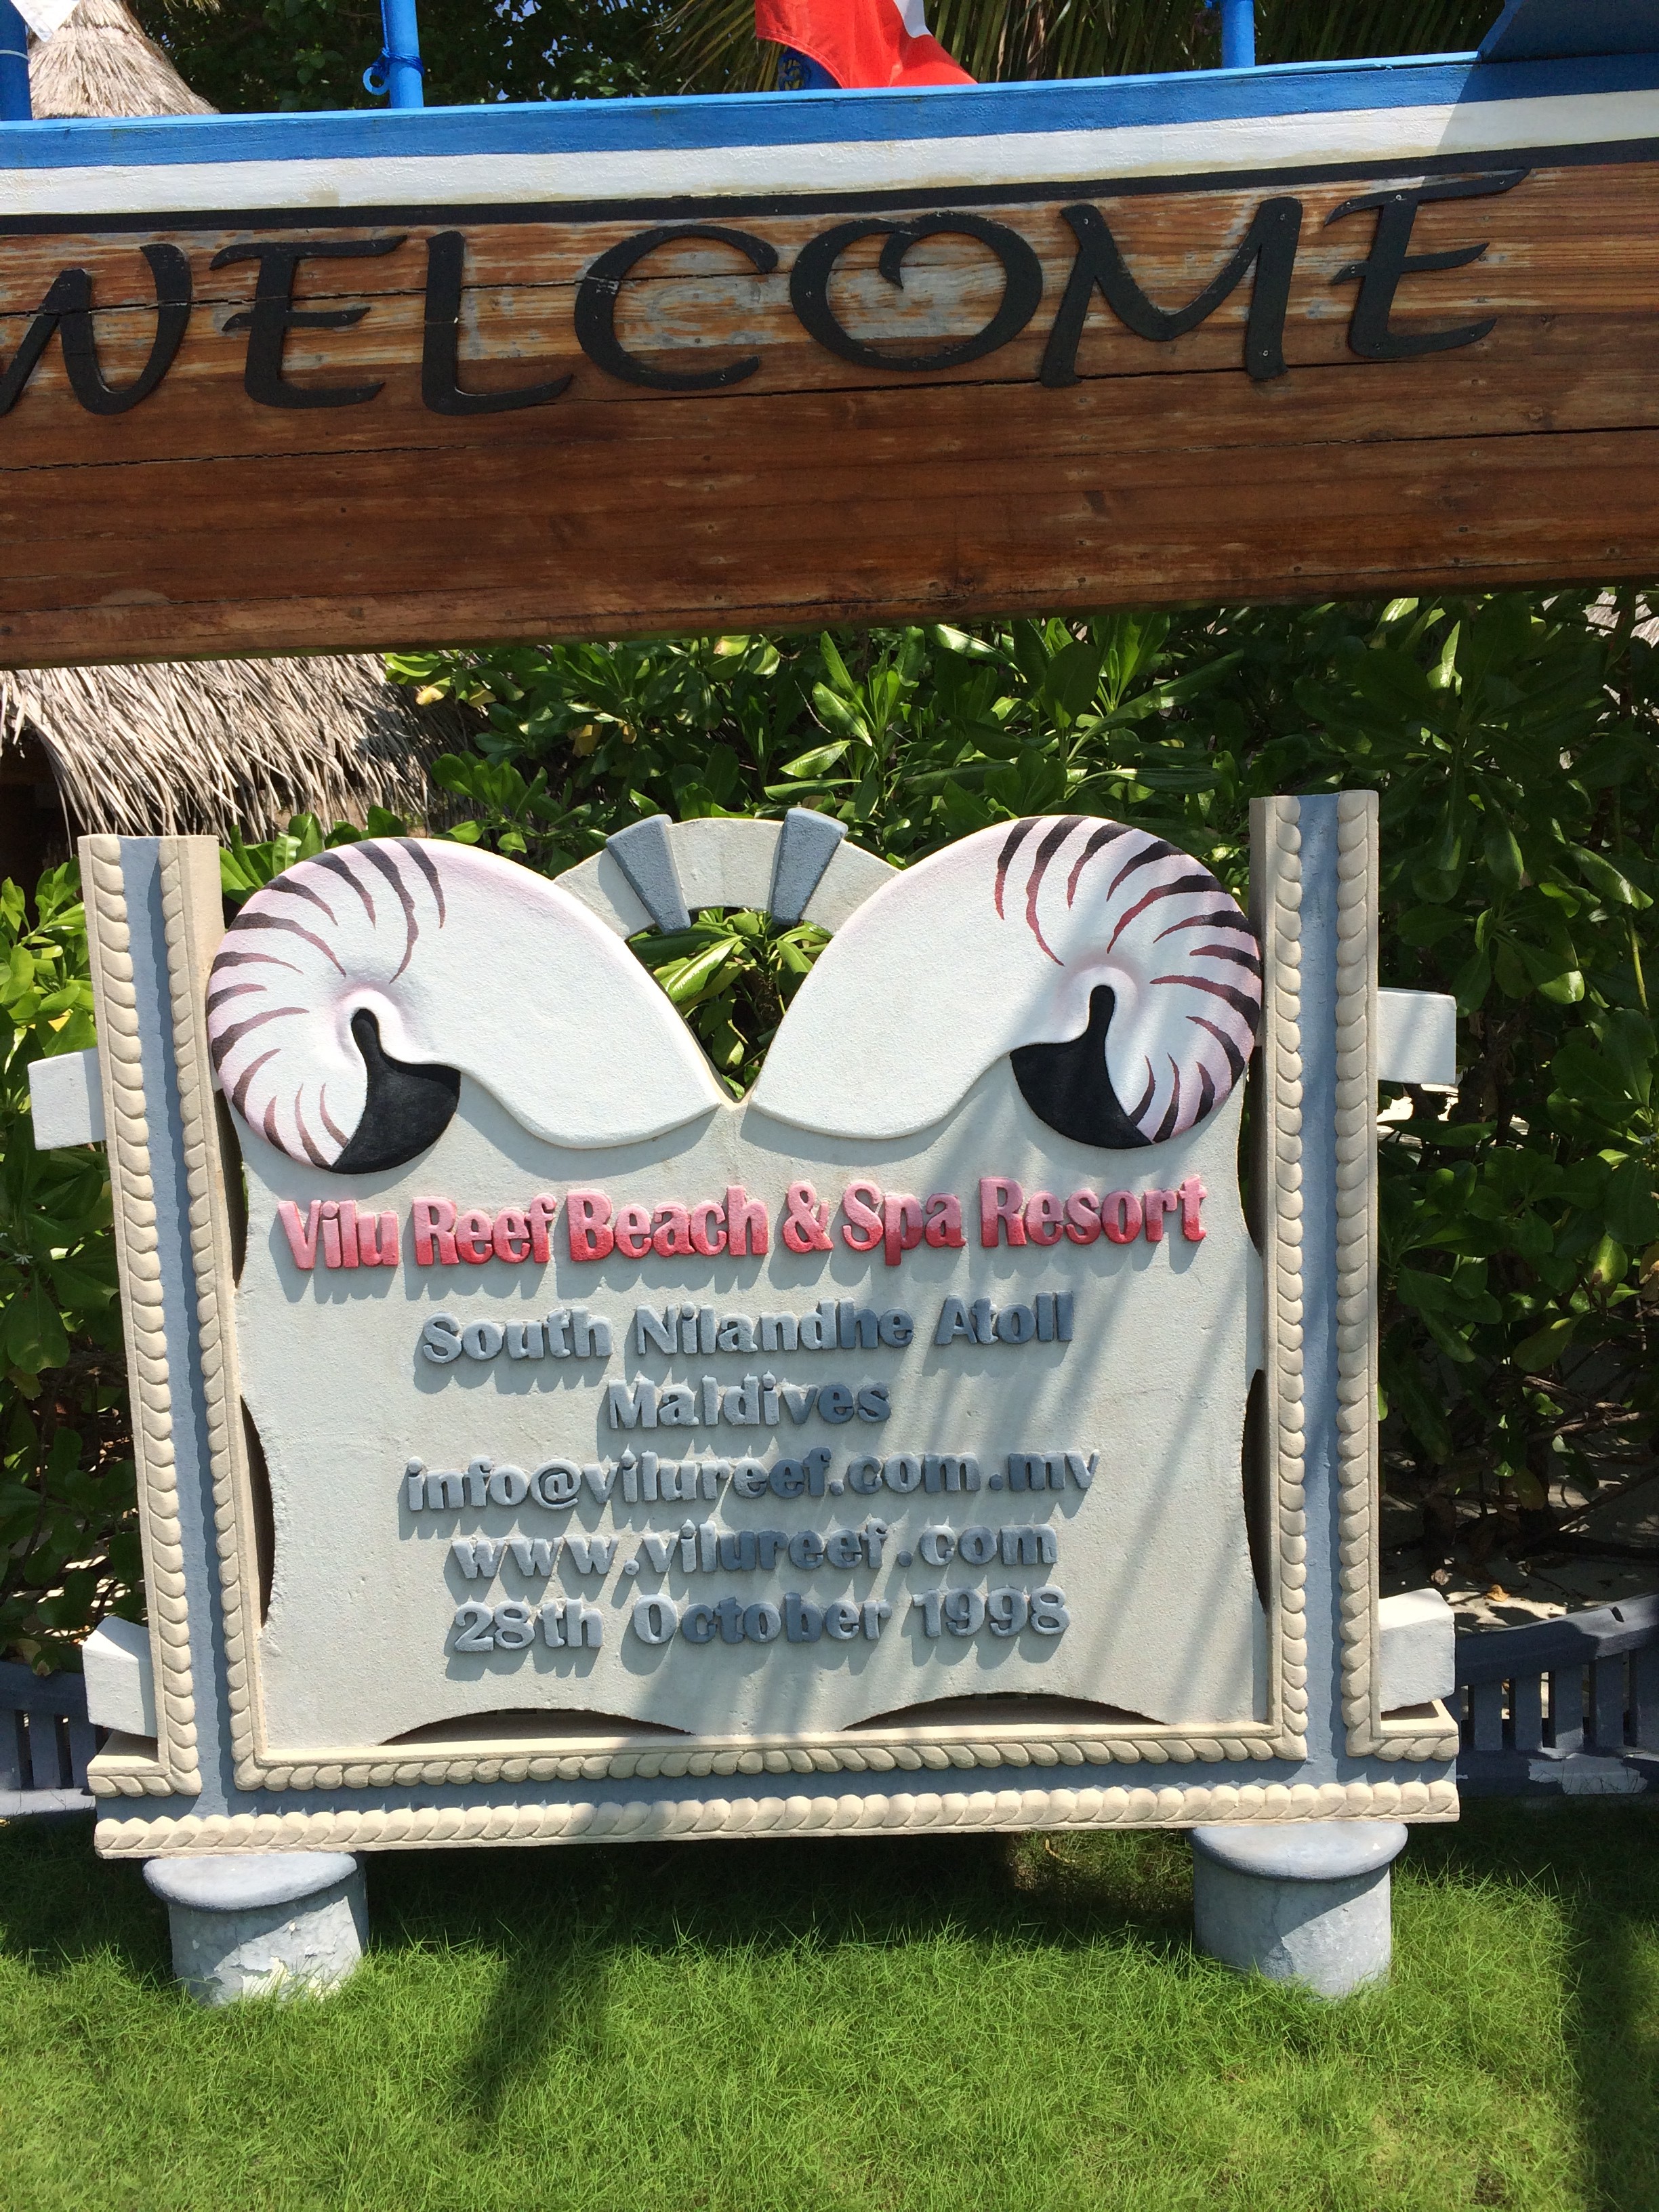 WELCOME
Vilu Reef Beach & Spa Resort
South Nilandhe Atoll
Maldives
info@vilureef.com.mv
www.vilureef.com
28th October 1998